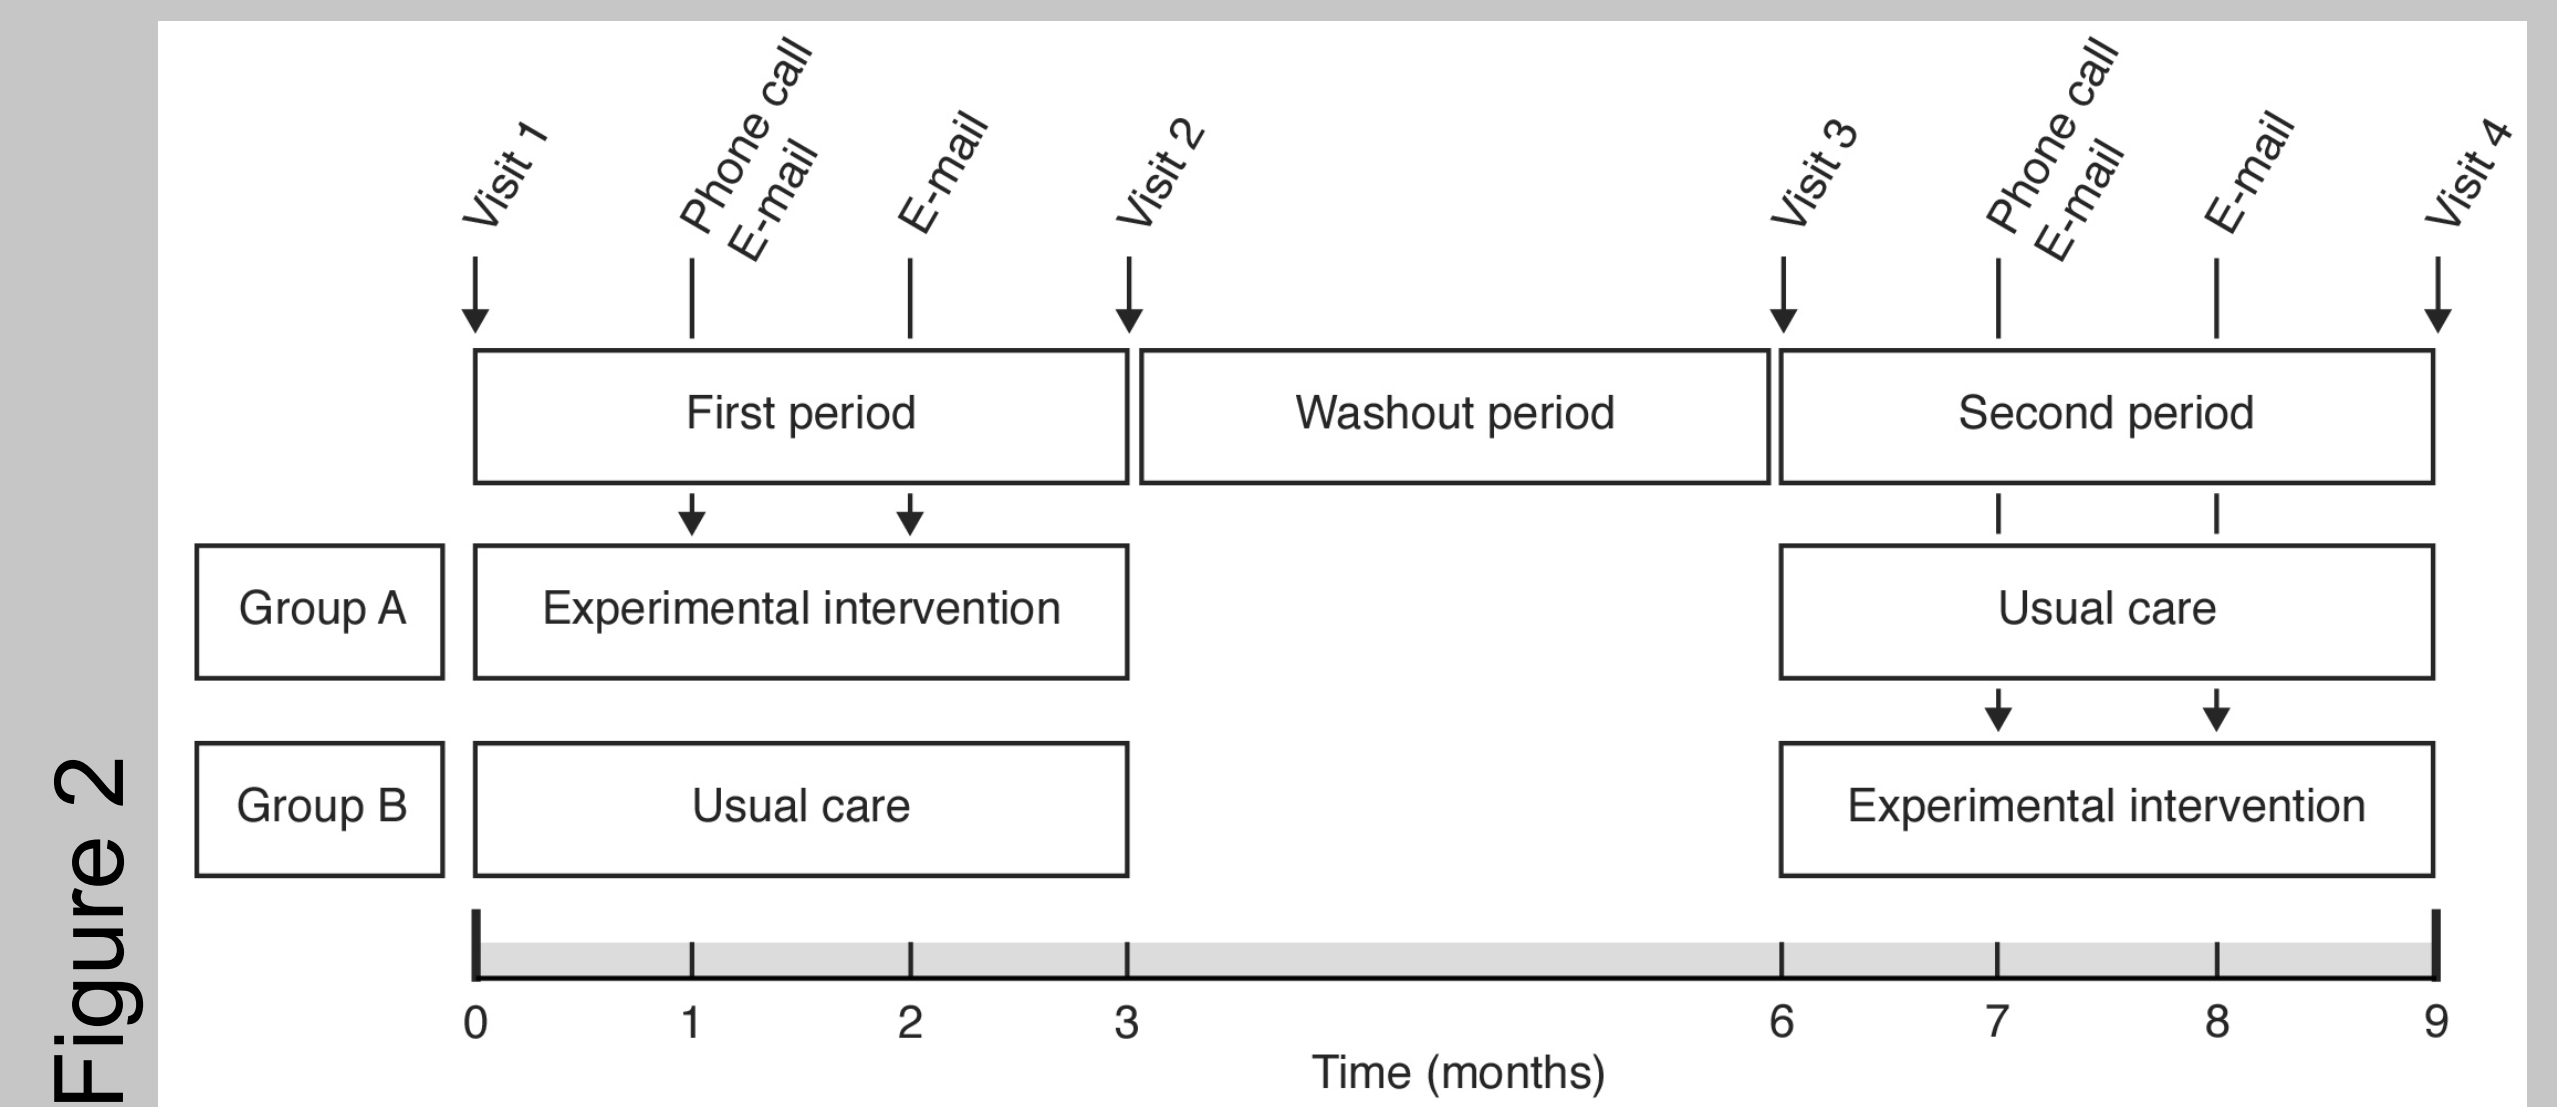 Figure 2
Visit 1
Phone call
E-mail
E-mail
Visit 2
Visit 3
Phone call
E-mail
E-mail
Visit 4
First period
Washout period
Second period
Group A
Experimental intervention
Usual care
Group B
Usual care
Experimental intervention
0 1 2 3 6 7 8 9
Time (months)